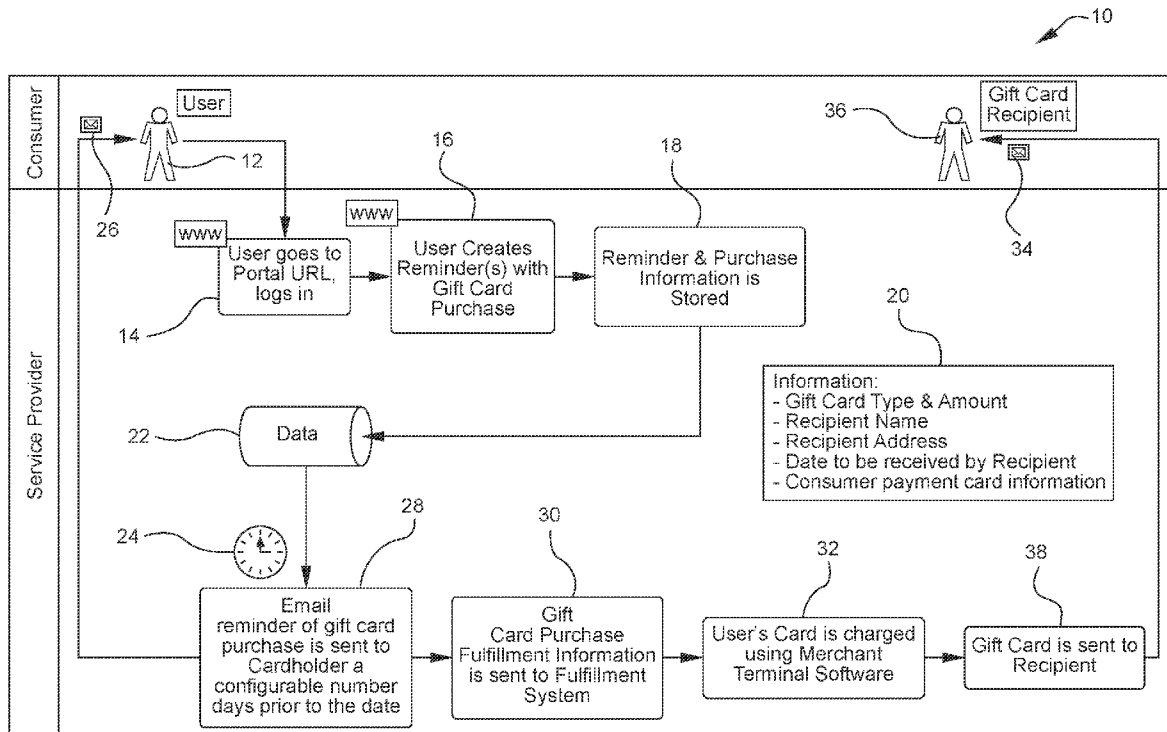 10
Consumer
User
Gift Card
Recipient
36
12
26
34
16
18
www
User goes to
Portal URL,
logs in
14
www
User Creates
Reminder(s) with
Gift Card
Purchase
Reminder & Purchase
Information is
Stored
20
Information:
- Gift Card Type & Amount
- Recipient Name
- Recipient Address
- Date to be received by Recipient
- Consumer payment card information
Service Provider
22
Data
24
28
Email
reminder of gift card
purchase is sent to
Cardholder a
configurable number
days prior to the date
30
Gift
Card Purchase
Fulfillment Information
is sent to Fulfillment
System
32
User's Card is charged
using Merchant
Terminal Software
38
Gift Card is sent to
Recipient